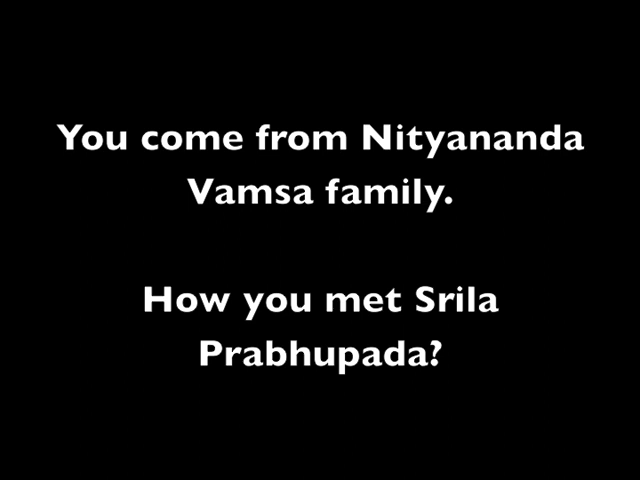 You come from Nityananda
Vamsa family.
How you met Srila
Prabhupada?